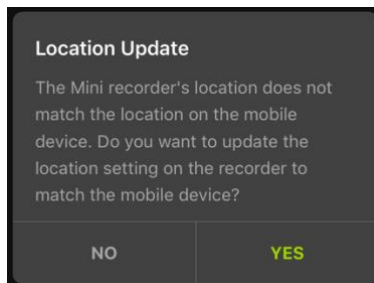 Location Update
The Mini recorder's location does not
match the location on the mobile
device. Do you want to update the
location setting on the recorder to
match the mobile device?
NO YES